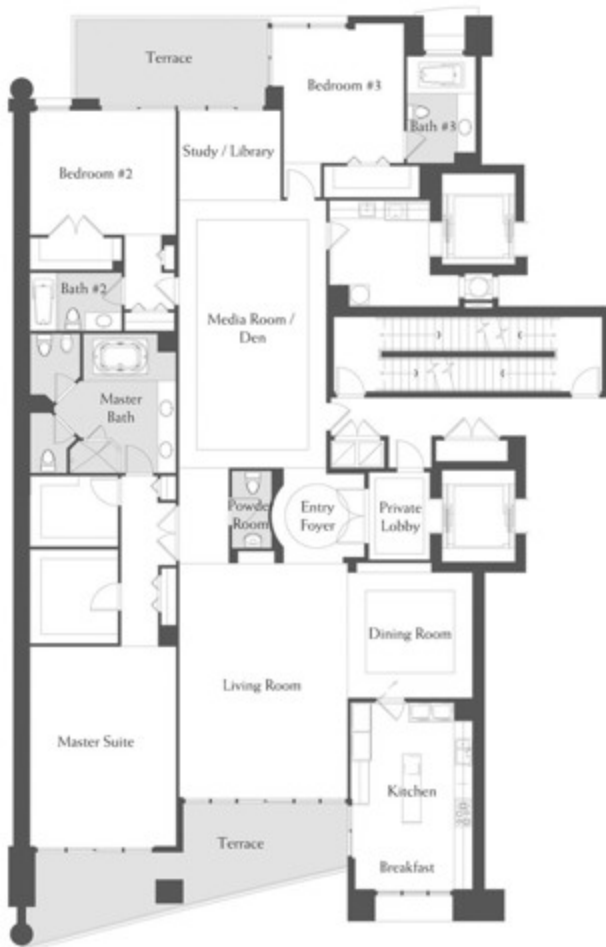 Terrace
Bedroom #3
Bath #3
Study / Library
Bedroom #2
Bath #2
Media Room /
Den
Master
Bath
Powder
Room
Entry
Foyer
Private
Lobby
Dining Room
Living Room
Master Suite
Kitchen
Terrace
Breakfast